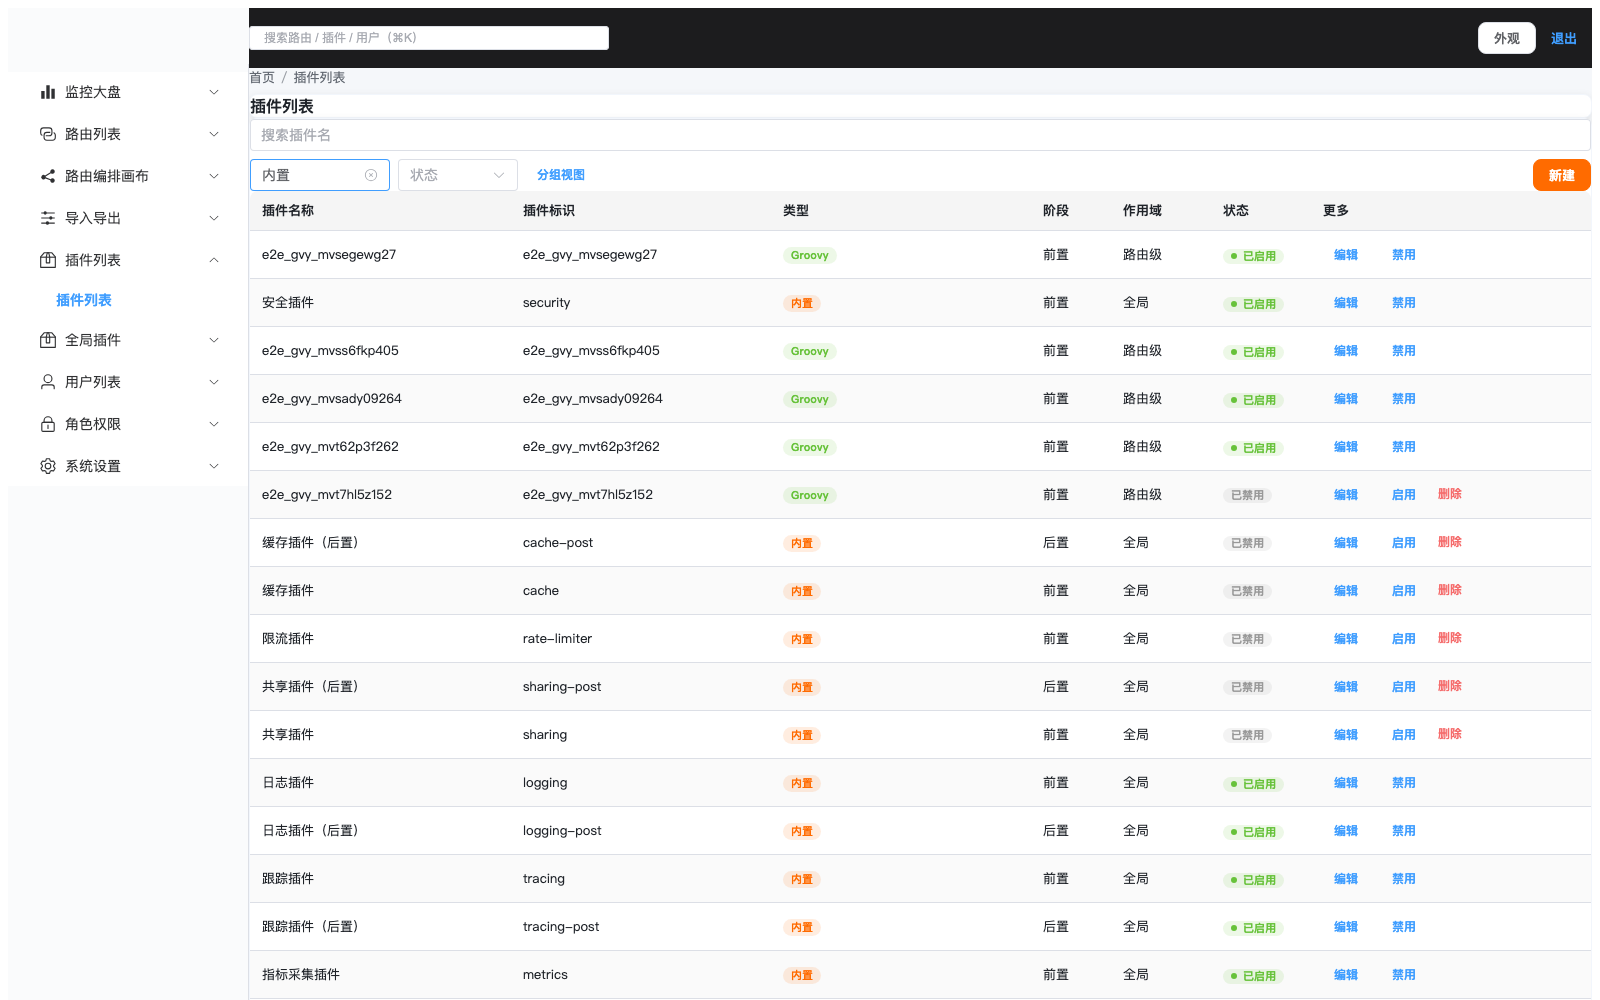 搜索路由 / 插件 / 用户（⌘K）
外观
退出
监控大盘
路由列表
路由编排画布
导入导出
插件列表
插件列表
全局插件
用户列表
角色权限
系统设置
首页 / 插件列表
插件列表
搜索插件名
内置 状态 分组视图 新建
插件名称 插件标识 类型 阶段 作用域 状态 更多
e2e_gvy_mvsegewg27 e2e_gvy_mvsegewg27 Groovy 前置 路由级 已启用 编辑 禁用
安全插件 security 内置 前置 全局 已启用 编辑 禁用
e2e_gvy_mvss6fkp405 e2e_gvy_mvss6fkp405 Groovy 前置 路由级 已启用 编辑 禁用
e2e_gvy_mvsady09264 e2e_gvy_mvsady09264 Groovy 前置 路由级 已启用 编辑 禁用
e2e_gvy_mvt62p3f262 e2e_gvy_mvt62p3f262 Groovy 前置 路由级 已启用 编辑 禁用
e2e_gvy_mvt7hl5z152 e2e_gvy_mvt7hl5z152 Groovy 前置 路由级 已禁用 编辑 启用 删除
缓存插件（后置） cache-post 内置 后置 全局 已禁用 编辑 启用 删除
缓存插件 cache 内置 前置 全局 已禁用 编辑 启用 删除
限流插件 rate-limiter 内置 前置 全局 已禁用 编辑 启用 删除
共享插件（后置） sharing-post 内置 后置 全局 已禁用 编辑 启用 删除
共享插件 sharing 内置 前置 全局 已禁用 编辑 启用 删除
日志插件 logging 内置 前置 全局 已启用 编辑 禁用
日志插件（后置） logging-post 内置 后置 全局 已启用 编辑 禁用
跟踪插件 tracing 内置 前置 全局 已启用 编辑 禁用
跟踪插件（后置） tracing-post 内置 后置 全局 已启用 编辑 禁用
指标采集插件 metrics 内置 前置 全局 已启用 编辑 禁用